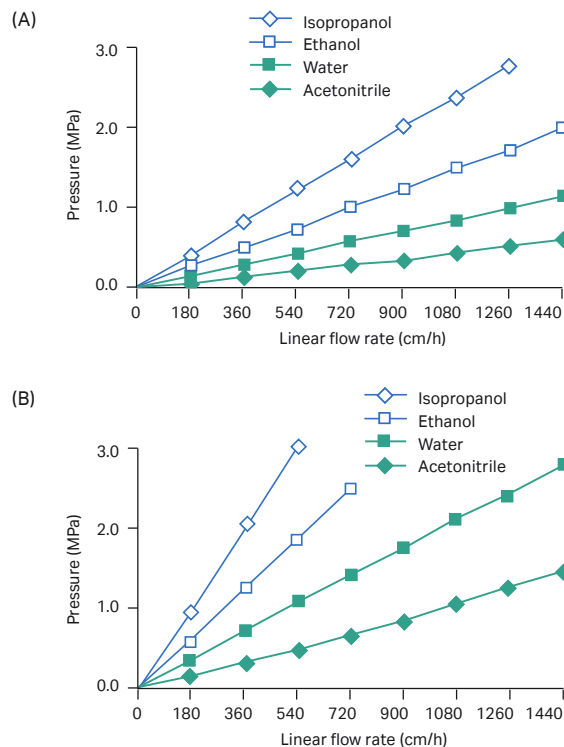 (A)
Isopropanol
Ethanol
Water
Acetonitrile
3.0
2.0
1.0
0.0
Pressure (MPa)
0 180 360 540 720 900 1080 1260 1440
Linear flow rate (cm/h)
(B)
Isopropanol
Ethanol
Water
Acetonitrile
3.0
2.0
1.0
0.0
Pressure (MPa)
0 180 360 540 720 900 1080 1260 1440
Linear flow rate (cm/h)